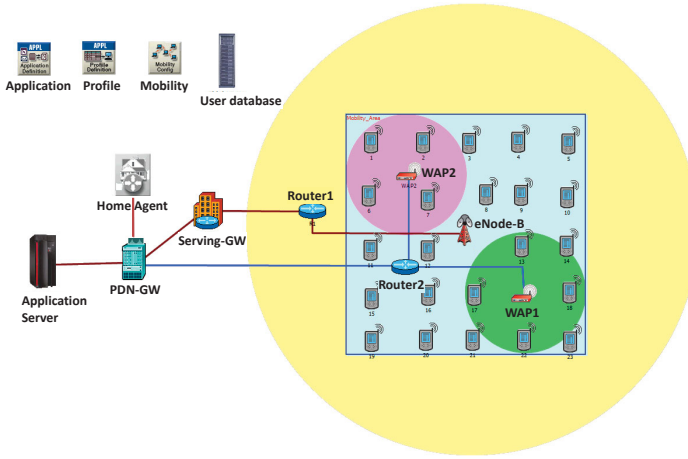 APPL
Application
Definition
APPL
Profile
Definition
Mobility
Config
Application
Profile
Mobility
User database
Mobility_Area
1
2
3
4
5
WAP2
WAP2
Home Agent
Router1
6
7
8
9
10
eNode-B
Serving-GW
11
12
13
14
Router2
PDN-GW
Application
Server
15
16
17
WAP1
18
19
20
21
22
23